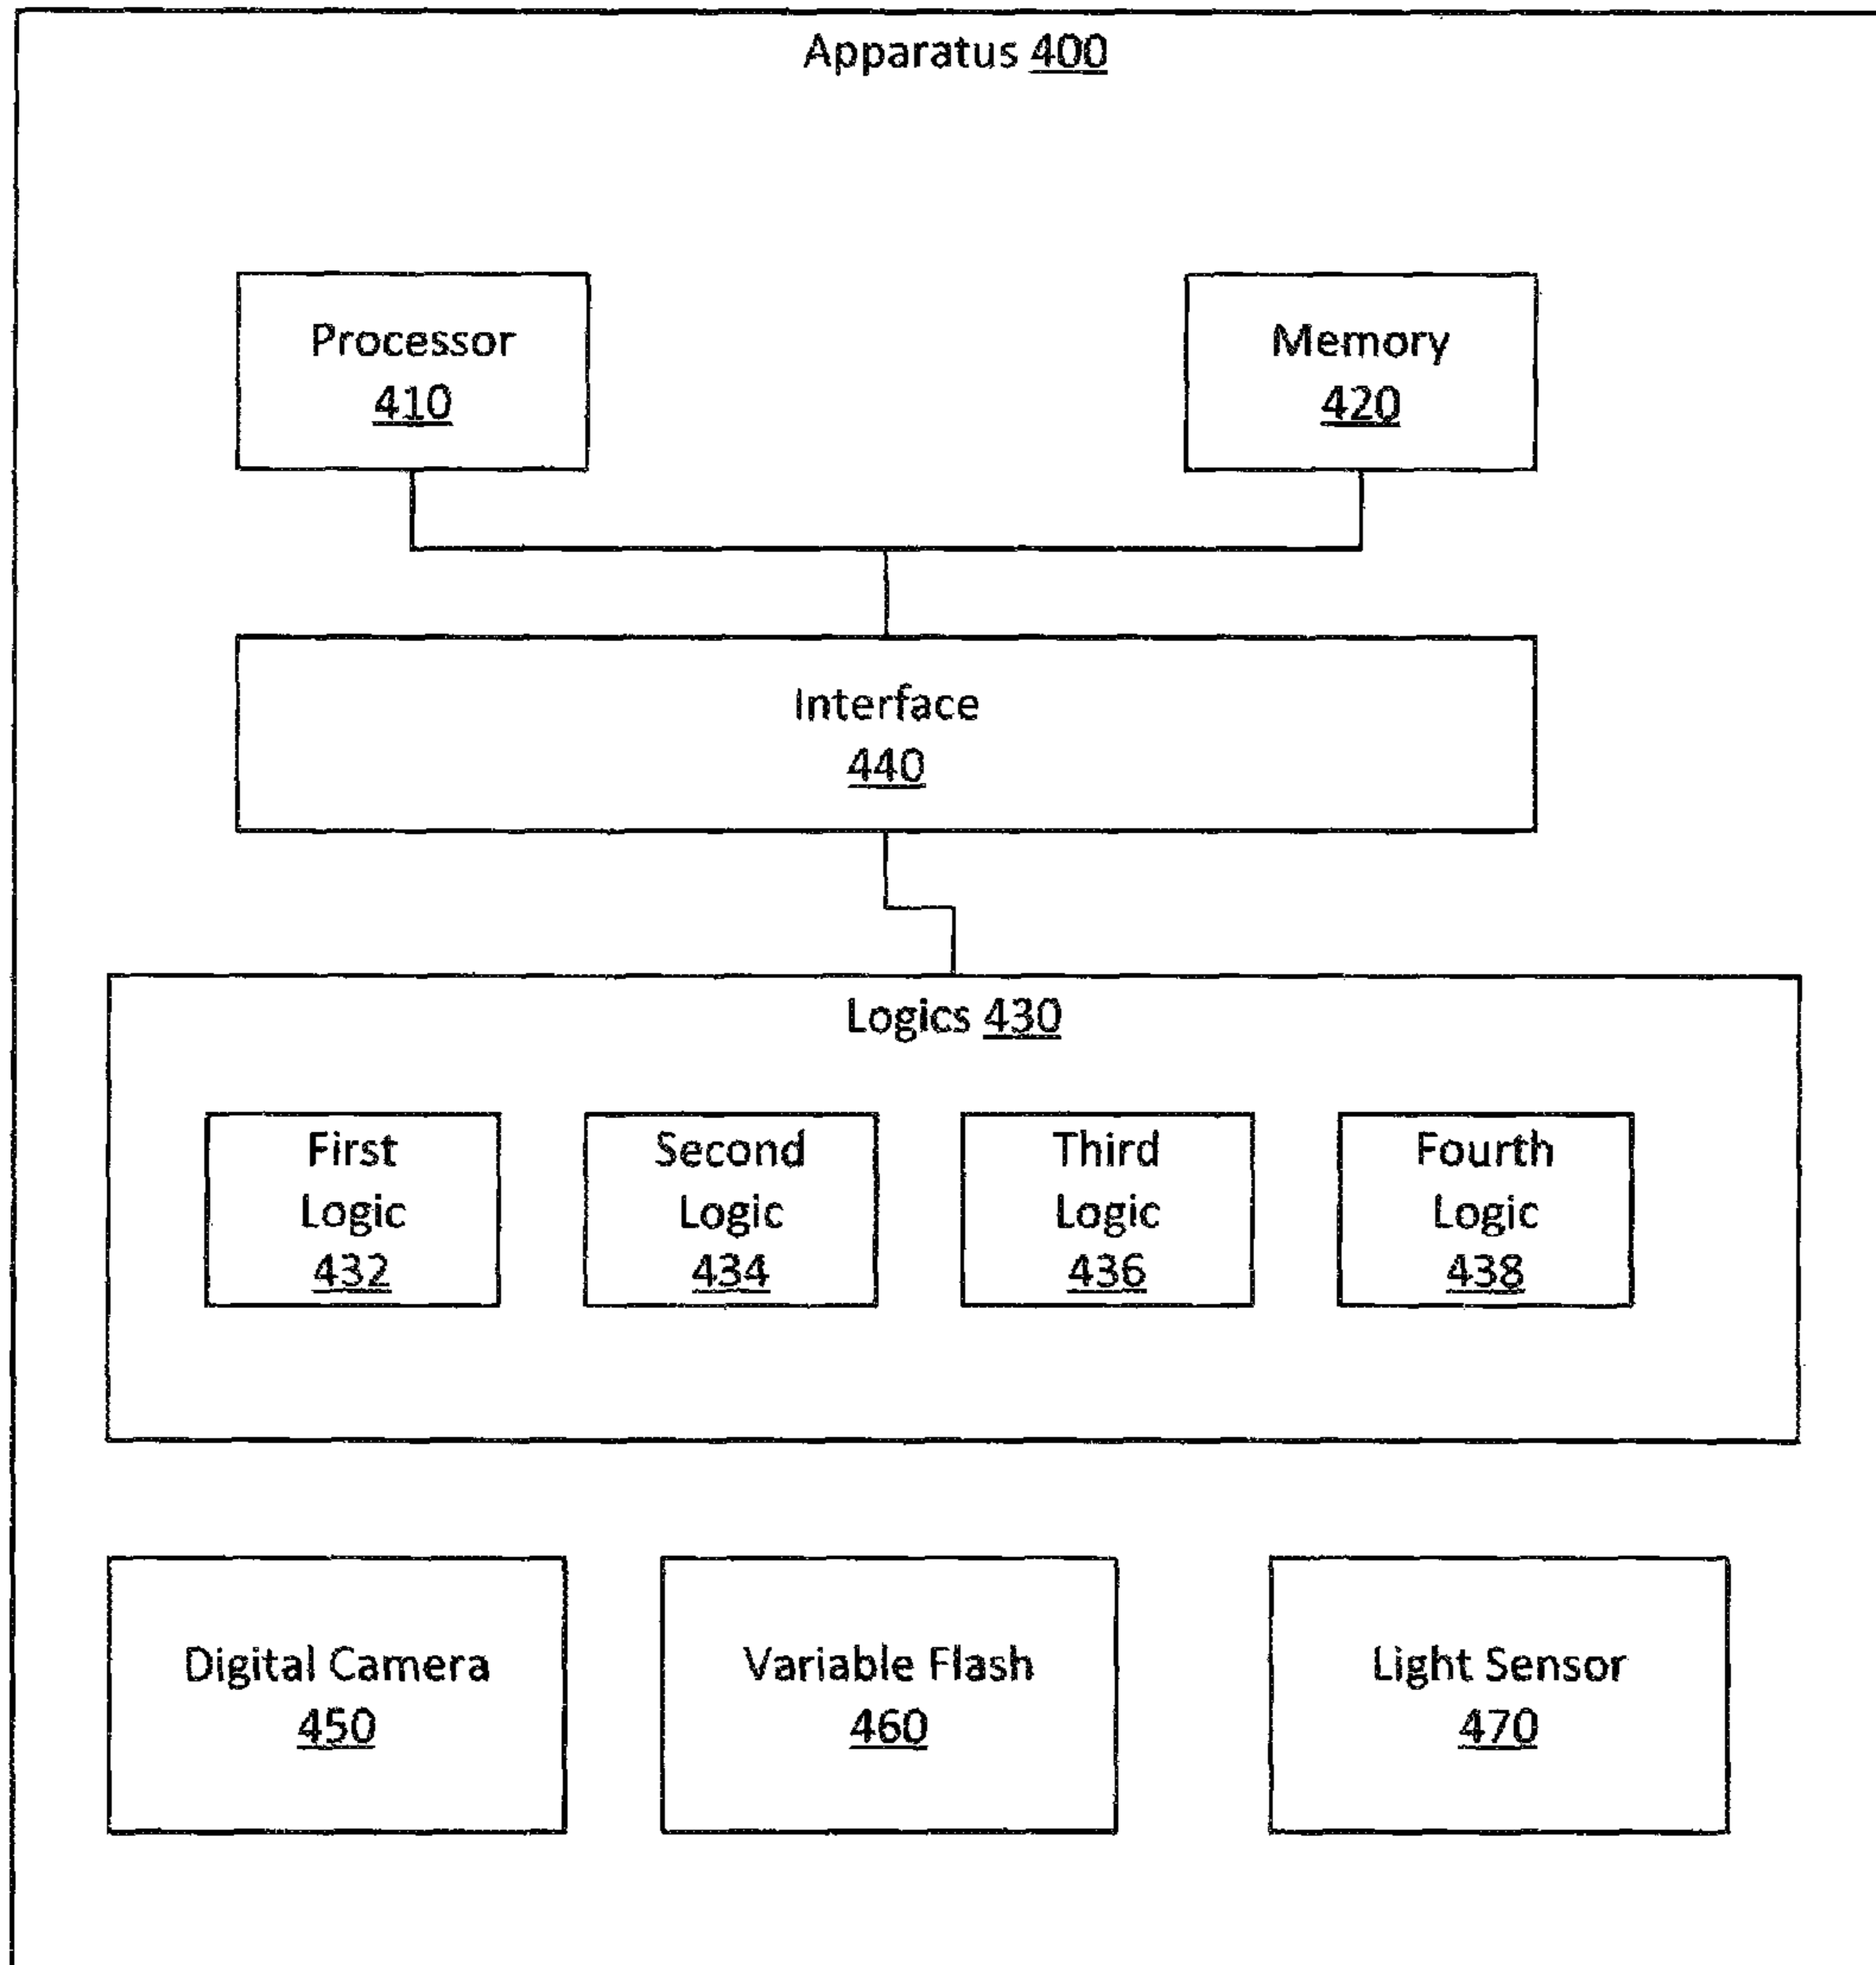 Apparatus 400
Processor
410
Memory
420
Interface
440
Logics 430
First
Logic
432
Second
Logic
434
Third
Logic
436
Fourth
Logic
438
Digital Camera
450
Variable Flash
460
Light Sensor
470